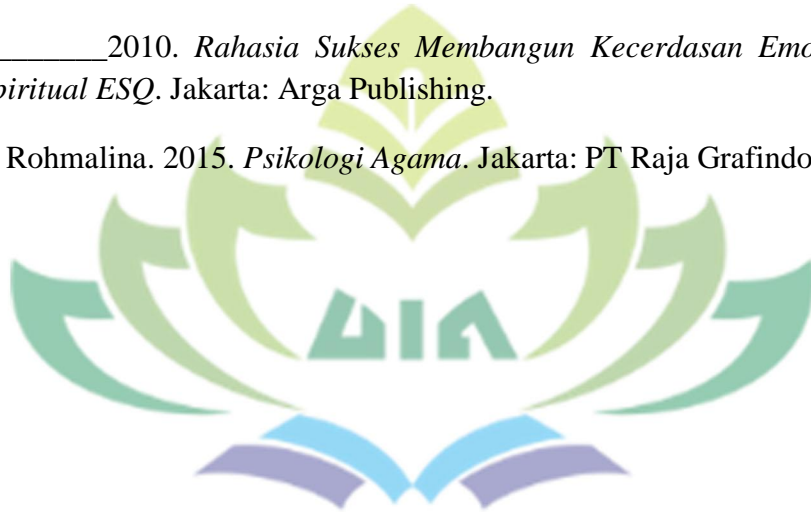 _______2010. Rahasia Sukses Membangun Kecerdasan Emo
piritual ESQ. Jakarta: Arga Publishing.
Rohmalina. 2015. Psikologi Agama. Jakarta: PT Raja Grafindo
UIN